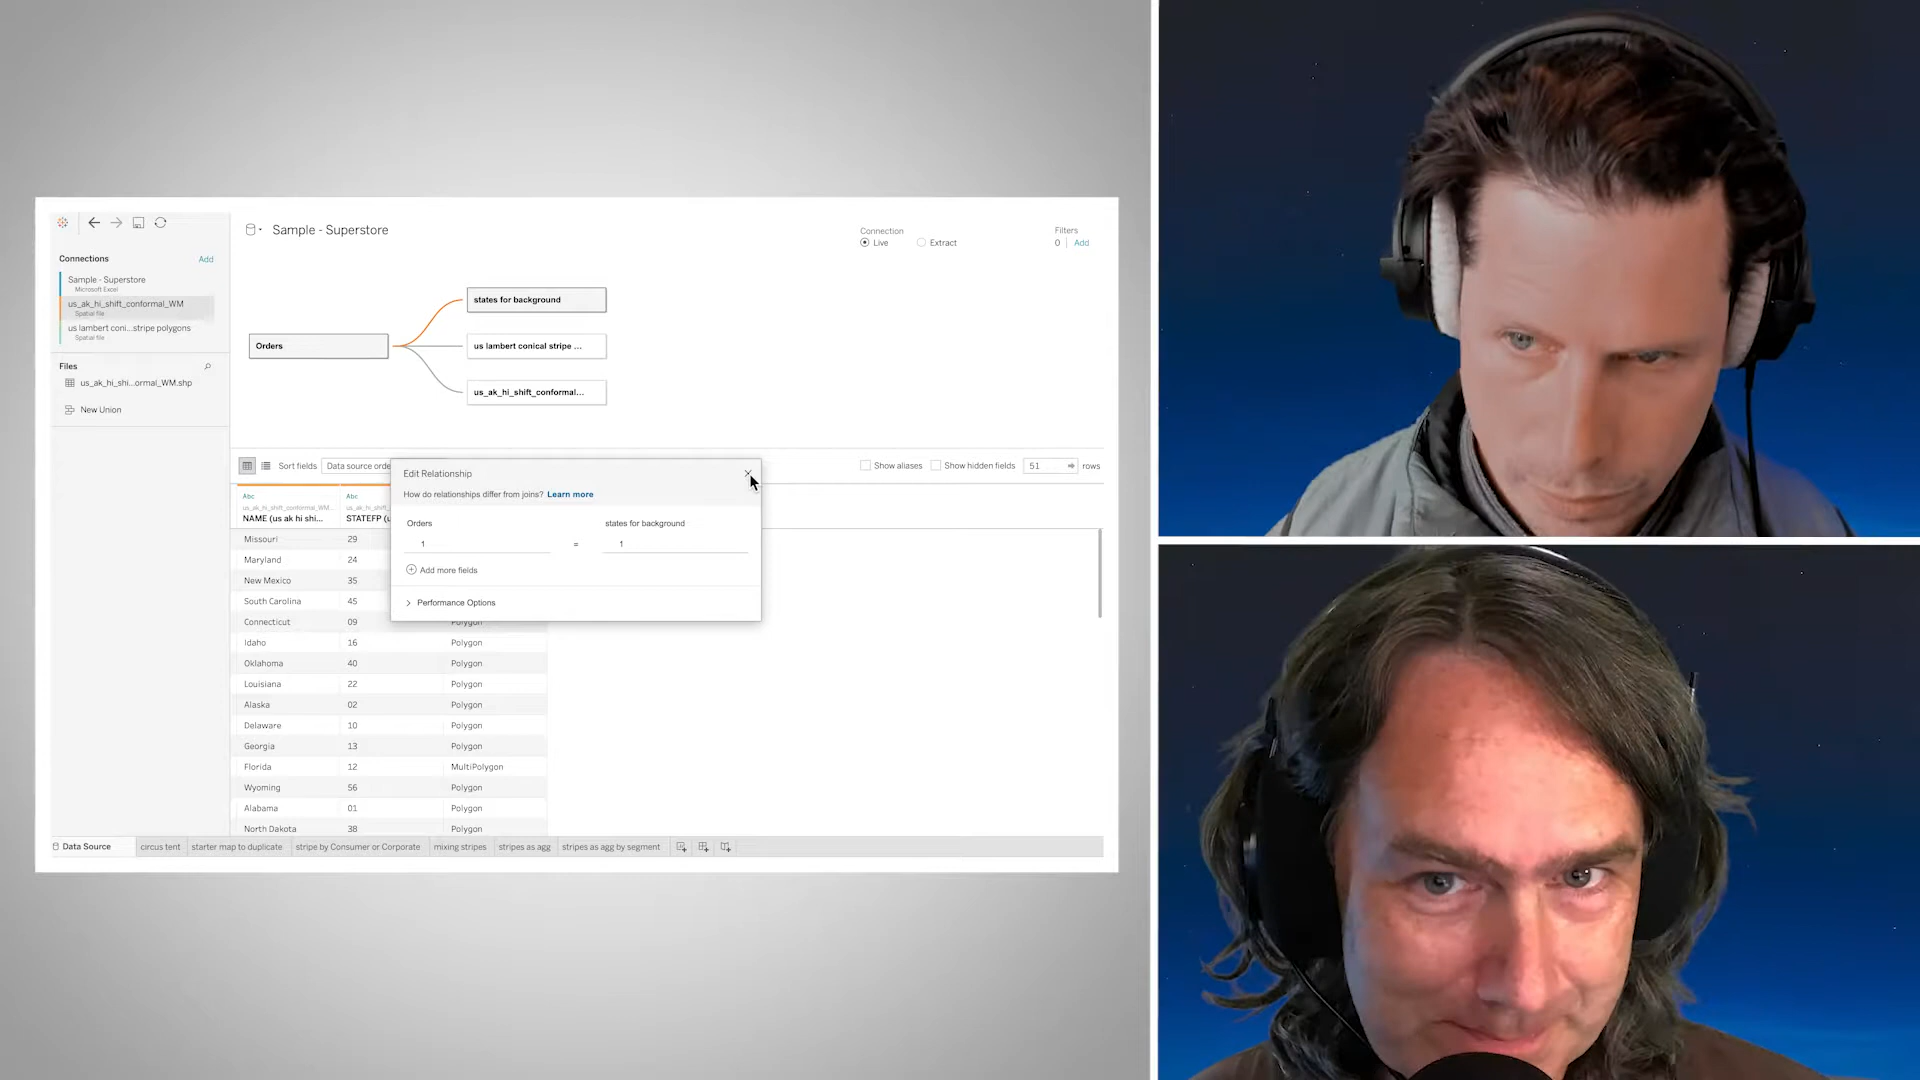 Sample - Superstore
Connection
Live
Extract
Filters
0 | Add
Connections
Add
Sample - Superstore
Microsoft Excel
us_ak_hi_shift_conformal_WM
Spatial file
us lambert coni...stripe polygons
Spatial file
Files
us_ak_hi_shi...ormal_WM.shp
New Union
Orders
states for background
us lambert conical stripe ...
us_ak_hi_shift_conformal...
Sort fields
Data source orde
Show aliases
Show hidden fields
51
rows
Edit Relationship
How do relationships differ from joins? Learn more
Orders
states for background
1 = 1
Add more fields
Performance Options
Abc
us_ak_hi_shift_conformal_WM...
NAME (us ak hi shi...
Abc
us_ak_hi_shift_
STATEFP (u
Missouri 29
Maryland 24
New Mexico 35
South Carolina 45
Connecticut 09 Polygon
Idaho 16 Polygon
Oklahoma 40 Polygon
Louisiana 22 Polygon
Alaska 02 Polygon
Delaware 10 Polygon
Georgia 13 Polygon
Florida 12 MultiPolygon
Wyoming 56 Polygon
Alabama 01 Polygon
North Dakota 38 Polygon
Data Source
circus tent
starter map to duplicate
stripe by Consumer or Corporate
mixing stripes
stripes as agg
stripes as agg by segment